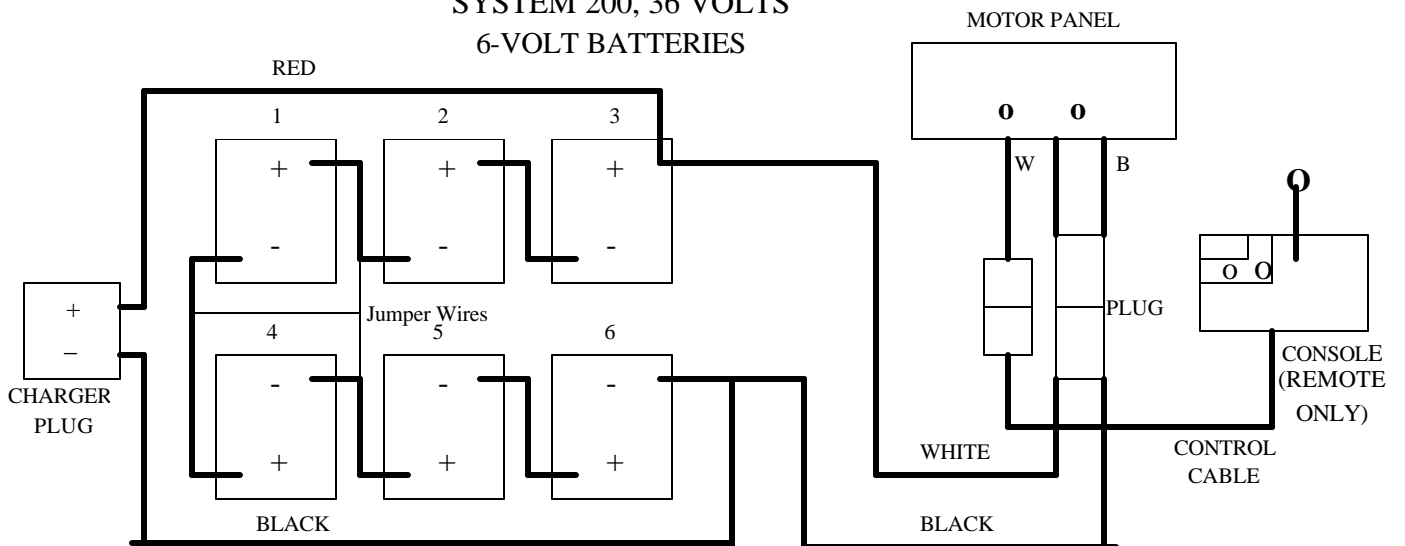 SYSTEM 200, 36 VOLTS
6-VOLT BATTERIES
MOTOR PANEL
RED
1 2 3
O O
+ + +
W B
O
- - -
O O
+
Jumper Wires
PLUG
4 5 6
–
CONSOLE
(REMOTE
ONLY)
- - -
CHARGER
PLUG
WHITE
CONTROL
CABLE
+ + +
BLACK
BLACK